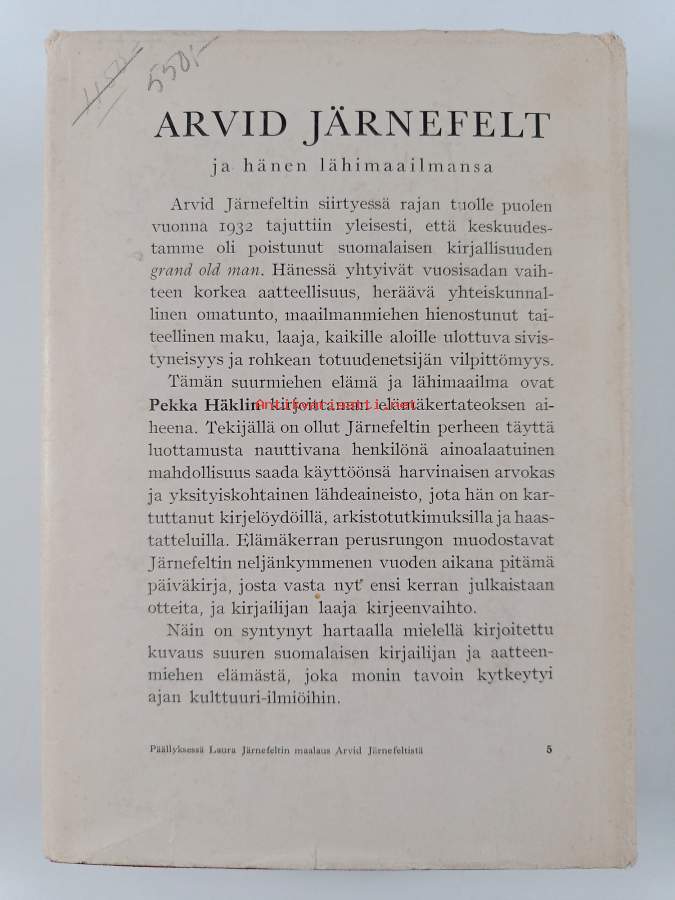 450,-
550,-
ARVID JÄRNEFELT
ja hänen lähimaailmansa
Arvid Järnefeltin siirtyessä rajan tuolle puolen
vuonna 1932 tajuttiin yleisesti, että keskuudes-
tamme oli poistunut suomalaisen kirjallisuuden
grand old man. Hänessä yhtyivät vuosisadan vaih-
teen korkea aatteellisuus, heräävä yhteiskunnal-
linen omatunto, maailmanmiehen hienostunut tai-
teellinen maku, laaja, kaikille aloille ulottuva sivis-
tyneisyys ja rohkean totuudenetsijän vilpittömyys.
Tämän suurmiehen elämä ja lähimaailma ovat
Pekka Häklin kirjoittaman elämäkertateoksen ai-
Antikvariaatti.net
heena. Tekijällä on ollut Järnefeltin perheen täyttä
luottamusta nauttivana henkilönä ainoalaatuinen
mahdollisuus saada käyttöönsä harvinaisen arvokas
ja yksityiskohtainen lähdeaineisto, jota hän on kar-
tuttanut kirjelöydöillä, arkistotutkimuksilla ja haas-
tatteluilla. Elämäkerran perusrungon muodostavat
Järnefeltin neljänkymmenen vuoden aikana pitämä
päiväkirja, josta vasta nyt ensi kerran julkaistaan
otteita, ja kirjailijan laaja kirjeenvaihto.
Näin on syntynyt hartaalla mielellä kirjoitettu
kuvaus suuren suomalaisen kirjailijan ja aatteen-
miehen elämästä, joka monin tavoin kytkeytyi
ajan kulttuuri-ilmiöihin.
Päällyksessä Laura Järnefeltin maalaus Arvid Järnefeltistä 5